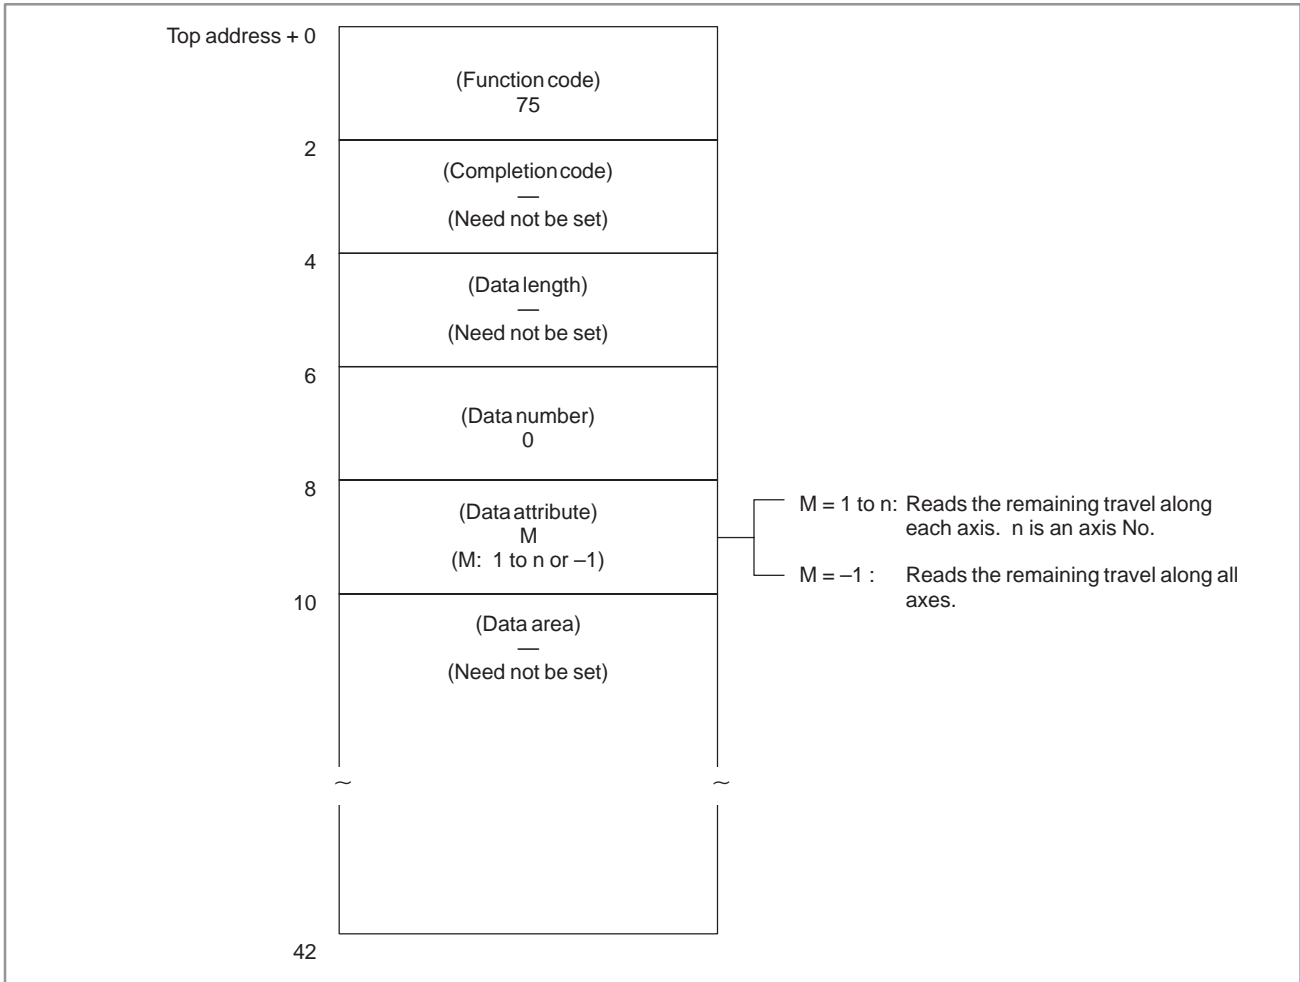 Top address + 0
(Function code)
75
2
(Completion code)
—
(Need not be set)
4
(Data length)
—
(Need not be set)
6
(Data number)
0
8
(Data attribute)
M
(M: 1 to n or –1)
M = 1 to n: Reads the remaining travel along
each axis. n is an axis No.
M = –1 : Reads the remaining travel along all
axes.
10
(Data area)
—
(Need not be set)
~ ~
42